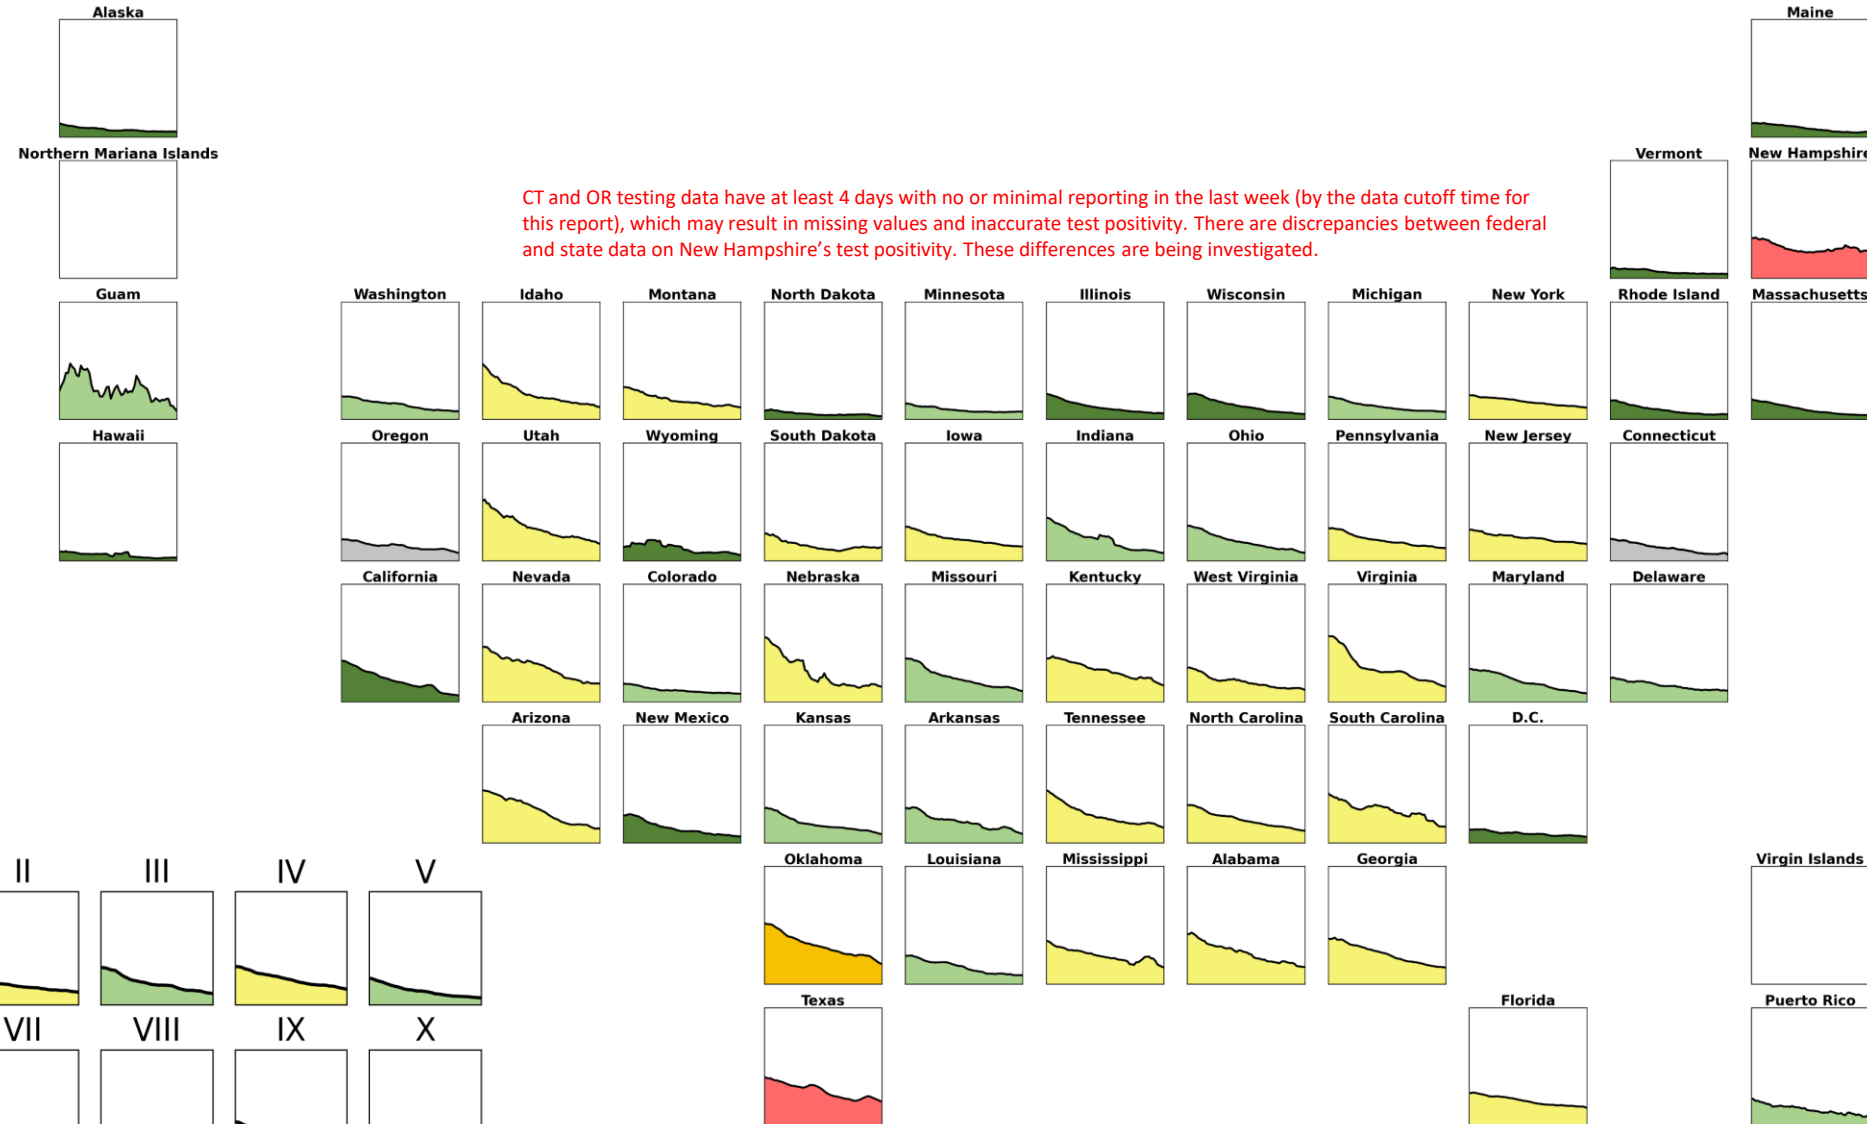 Alaska
Maine
Northern Mariana Islands
Vermont
New Hampshire
CT and OR testing data have at least 4 days with no or minimal reporting in the last week (by the data cutoff time for
this report), which may result in missing values and inaccurate test positivity. There are discrepancies between federal
and state data on New Hampshire’s test positivity. These differences are being investigated.
Guam
Washington
Idaho
Montana
North Dakota
Minnesota
Illinois
Wisconsin
Michigan
New York
Rhode Island
Massachusetts
Hawaii
Oregon
Utah
Wyoming
South Dakota
Iowa
Indiana
Ohio
Pennsylvania
New Jersey
Connecticut
California
Nevada
Colorado
Nebraska
Missouri
Kentucky
West Virginia
Virginia
Maryland
Delaware
Arizona
New Mexico
Kansas
Arkansas
Tennessee
North Carolina
South Carolina
D.C.
Oklahoma
Louisiana
Mississippi
Alabama
Georgia
Virgin Islands
II
III
IV
V
Texas
Florida
Puerto Rico
VII
VIII
IX
X